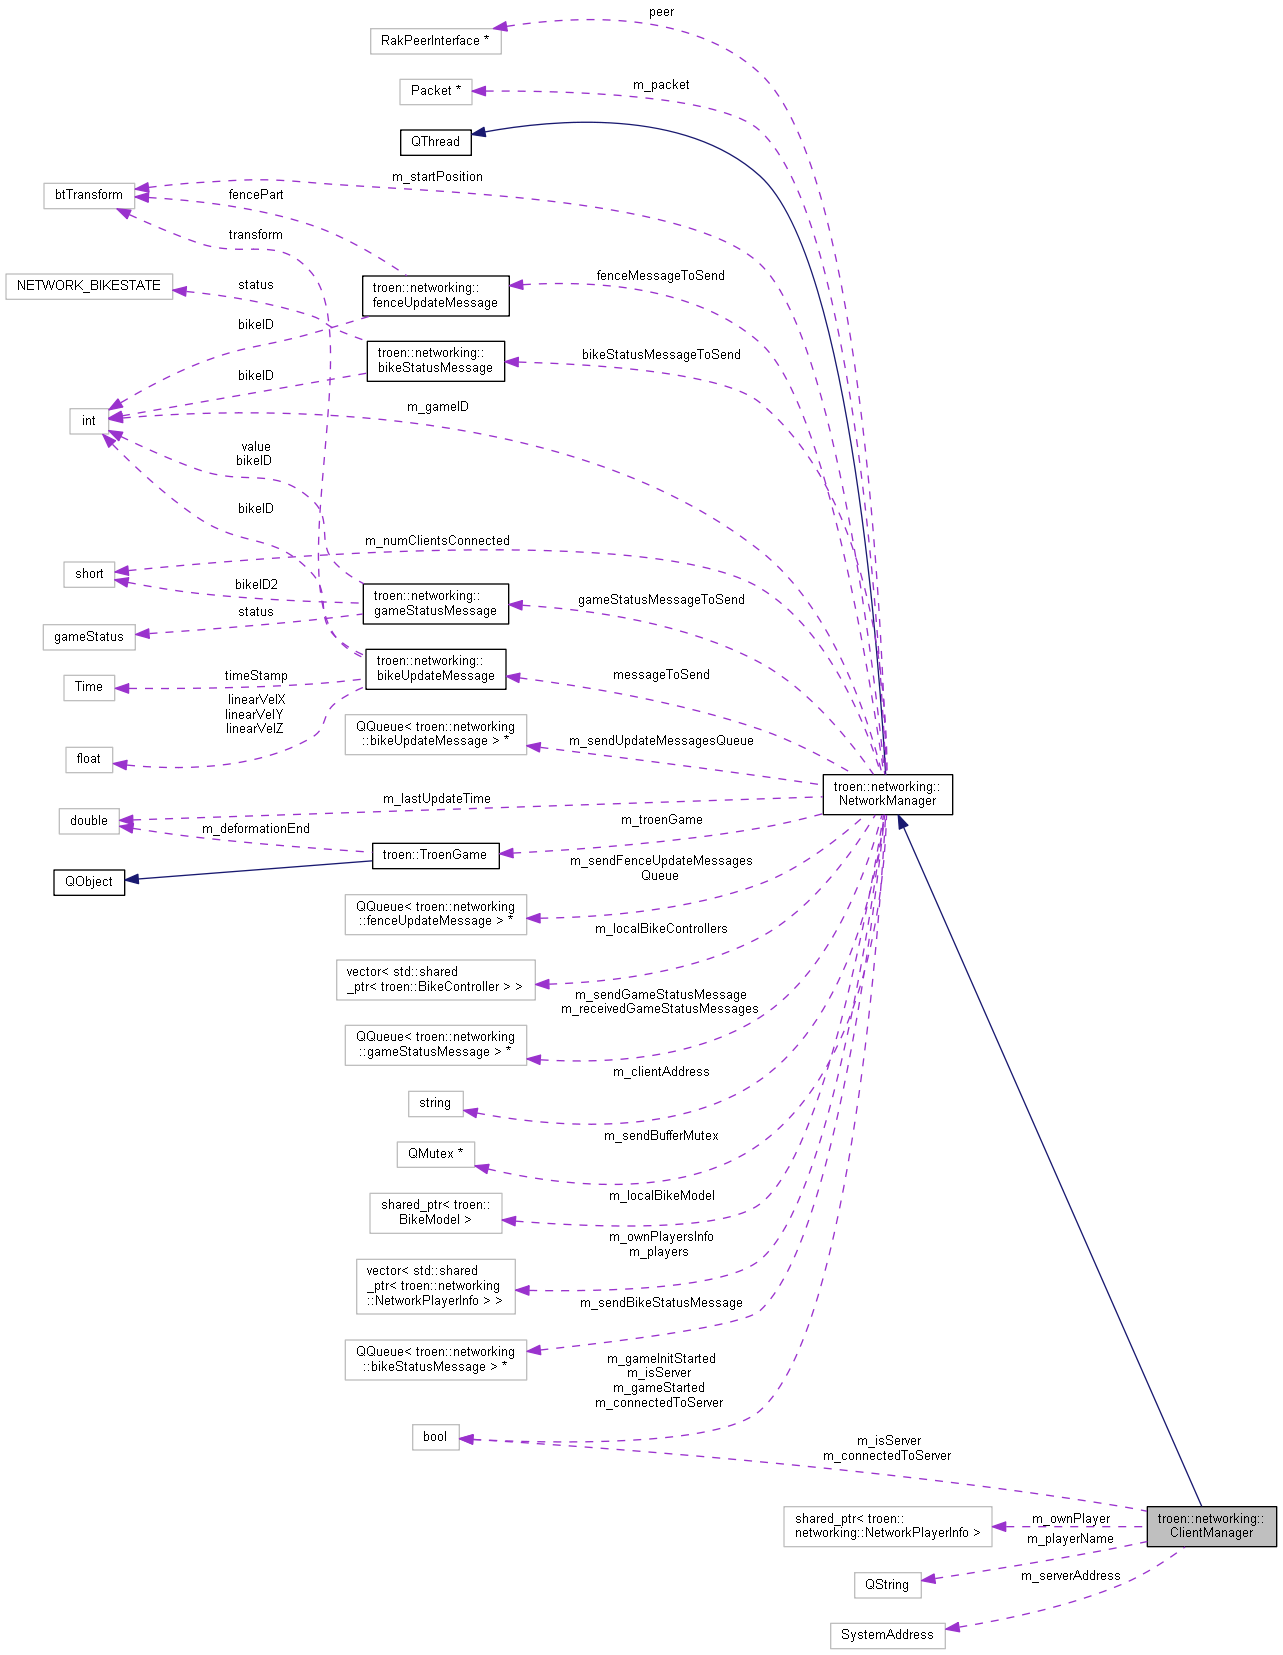 peer
RakPeerInterface *
m_packet
Packet *
QThread
m_startPosition
btTransform
fencePart
transform
fenceMessageToSend
NETWORK_BIKESTATE
status
troen::networking::
fenceUpdateMessage
bikeID
troen::networking::
bikeStatusMessage
bikeStatusMessageToSend
bikeID
m_gameID
int
value
bikeID
bikeID
m_numClientsConnected
short
bikeID2
troen::networking::
gameStatusMessage
gameStatusMessageToSend
status
gameStatus
troen::networking::
bikeUpdateMessage
messageToSend
timeStamp
Time
linearVelX
linearVelY
linearVelZ
QQueue< troen::networking
::bikeUpdateMessage > *
m_sendUpdateMessagesQueue
float
troen::networking::
NetworkManager
m_lastUpdateTime
double
m_deformationEnd
m_troenGame
troen::TroenGame
m_sendFenceUpdateMessages
Queue
QObject
QQueue< troen::networking
::fenceUpdateMessage > *
m_localBikeControllers
vector< std::shared
_ptr< troen::BikeController > >
m_sendGameStatusMessage
m_receivedGameStatusMessages
QQueue< troen::networking
::gameStatusMessage > *
m_clientAddress
string
m_sendBufferMutex
QMutex *
m_localBikeModel
shared_ptr< troen::
BikeModel >
m_ownPlayersInfo
m_players
vector< std::shared
_ptr< troen::networking
::NetworkPlayerInfo > >
m_sendBikeStatusMessage
QQueue< troen::networking
::bikeStatusMessage > *
m_gameInitStarted
m_isServer
m_gameStarted
m_connectedToServer
bool
m_isServer
m_connectedToServer
shared_ptr< troen::
networking::NetworkPlayerInfo >
m_ownPlayer
troen::networking::
ClientManager
m_playerName
QString
m_serverAddress
SystemAddress